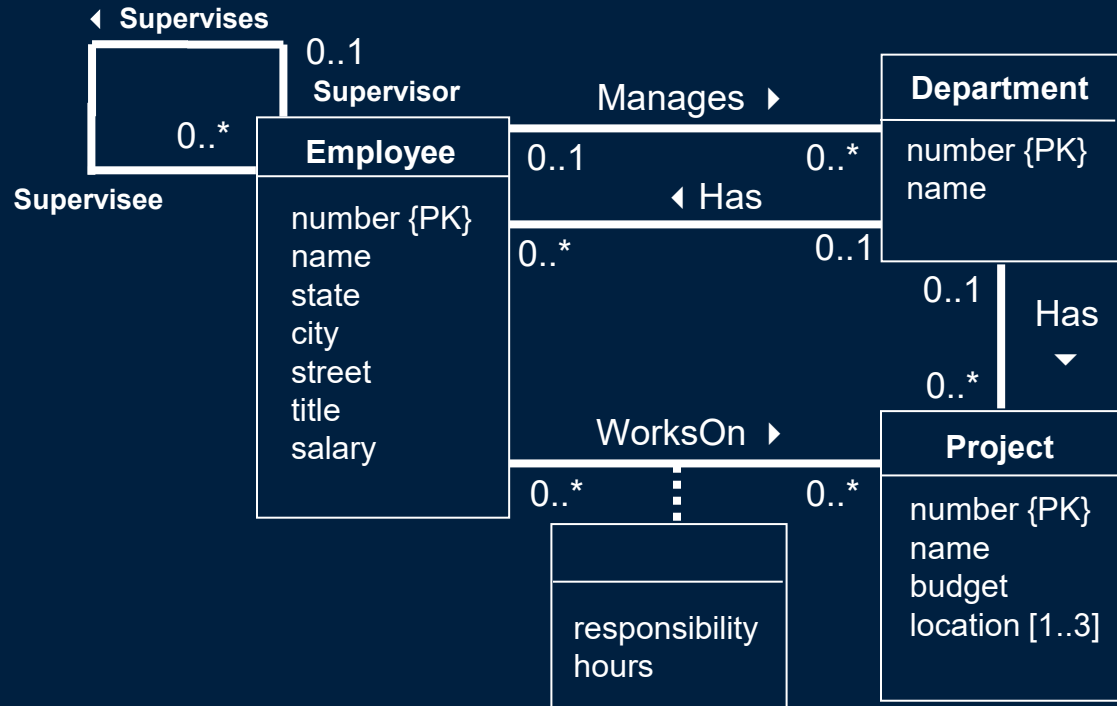 ◂ Supervises
0..1
Supervisor
0..*
Supervisee
Employee
number {PK}
name
state
city
street
title
salary
Manages ▸
0..1
0..*
◂ Has
0..*
0..1
Department
number {PK}
name
0..1
Has
▾
0..*
WorksOn ▸
0..*
0..*
responsibility
hours
Project
number {PK}
name
budget
location [1..3]